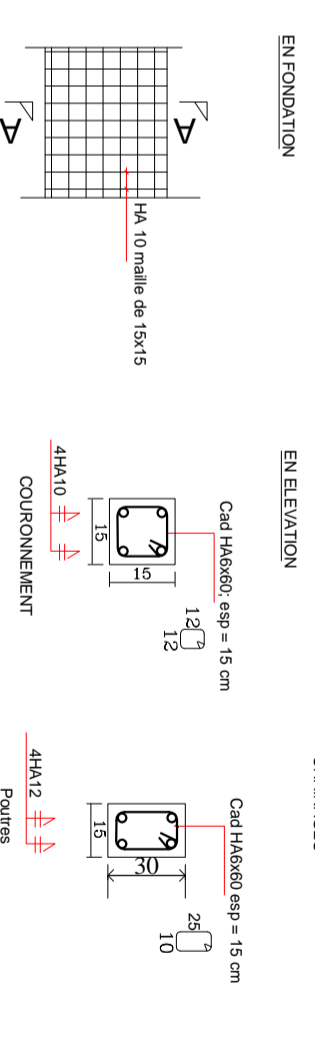 EN FONDATION
A
A
HA 10 maille de 15x15
EN ELEVATION
Cad HA6x60; esp = 15 cm
12
12
15
15
4HA10
COURONNEMENT
Cad HA6x60 esp = 15 cm
25
10
30
15
4HA12
Poutres